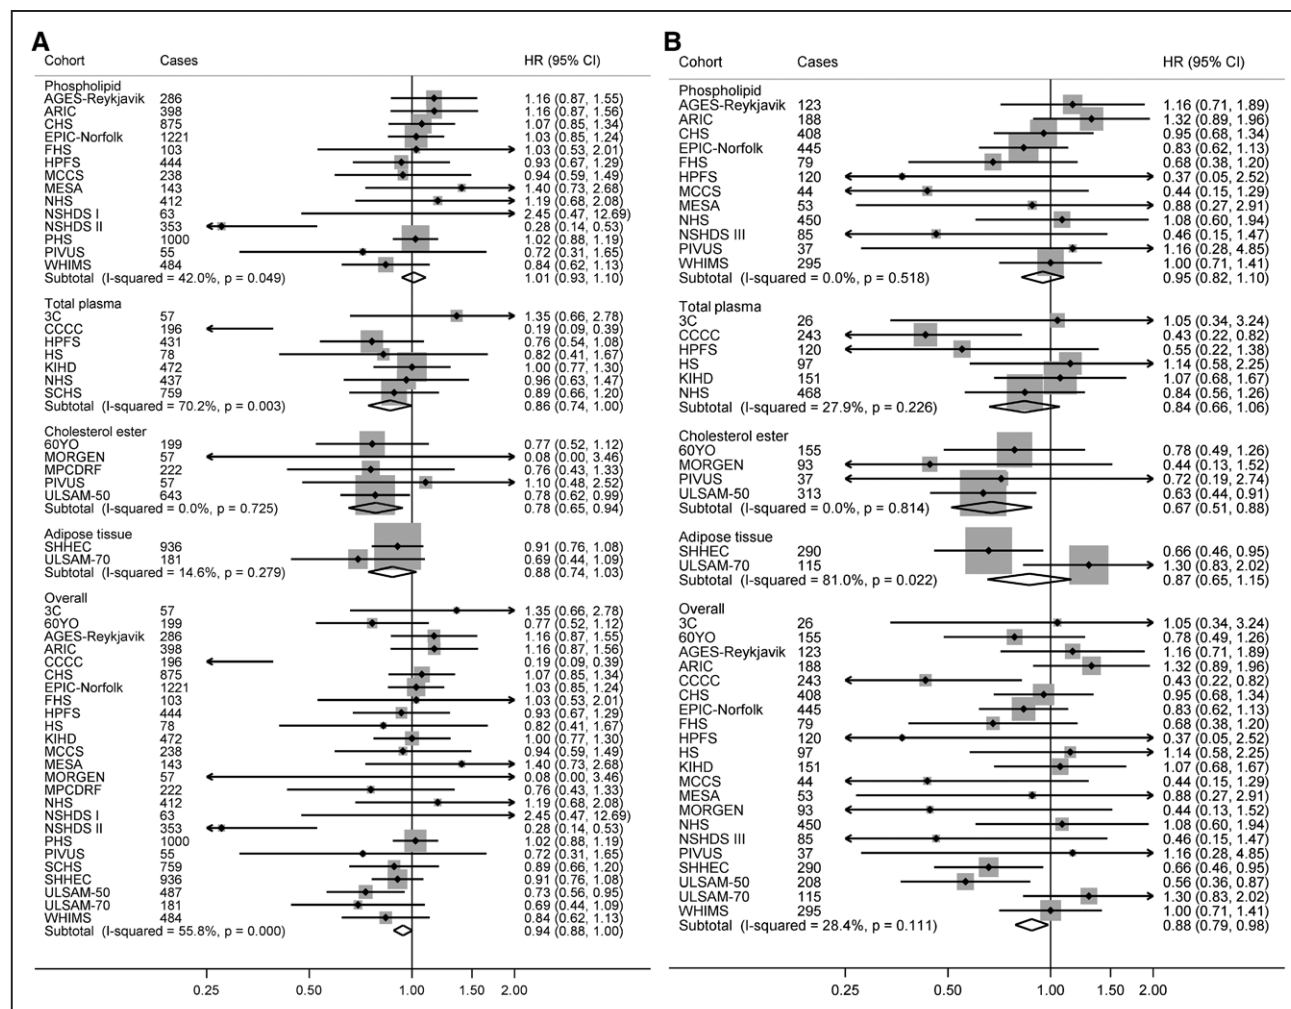 A
Cohort Cases HR (95% CI)
Phospholipid
AGES-Reykjavik 286 1.16 (0.87, 1.55)
ARIC 398 1.16 (0.87, 1.56)
CHS 875 1.07 (0.85, 1.34)
EPIC-Norfolk 1221 1.03 (0.85, 1.24)
FHS 103 1.03 (0.53, 2.01)
HPFS 444 0.93 (0.67, 1.29)
MCCS 238 0.94 (0.59, 1.49)
MESA 143 1.40 (0.73, 2.68)
NHS 412 1.19 (0.68, 2.08)
NSHDS I 63 2.45 (0.47, 12.69)
NSHDS II 353 0.28 (0.14, 0.53)
PHS 1000 1.02 (0.88, 1.19)
PIVUS 55 0.72 (0.31, 1.65)
WHIMS 484 0.84 (0.62, 1.13)
Subtotal (I-squared = 42.0%, p = 0.049) 1.01 (0.93, 1.10)
Total plasma
3C 57 1.35 (0.66, 2.78)
CCCC 196 0.19 (0.09, 0.39)
HPFS 431 0.76 (0.54, 1.08)
HS 78 0.82 (0.41, 1.67)
KIHD 472 1.00 (0.77, 1.30)
NHS 437 0.96 (0.63, 1.47)
SCHS 759 0.89 (0.66, 1.20)
Subtotal (I-squared = 70.2%, p = 0.003) 0.86 (0.74, 1.00)
Cholesterol ester
60YO 199 0.77 (0.52, 1.12)
MORGEN 57 0.08 (0.00, 3.46)
MPCDRF 222 0.76 (0.43, 1.33)
PIVUS 57 1.10 (0.48, 2.52)
ULSAM-50 643 0.78 (0.62, 0.99)
Subtotal (I-squared = 0.0%, p = 0.725) 0.78 (0.65, 0.94)
Adipose tissue
SHHEC 936 0.91 (0.76, 1.08)
ULSAM-70 181 0.69 (0.44, 1.09)
Subtotal (I-squared = 14.6%, p = 0.279) 0.88 (0.74, 1.03)
Overall
3C 57 1.35 (0.66, 2.78)
60YO 199 0.77 (0.52, 1.12)
AGES-Reykjavik 286 1.16 (0.87, 1.55)
ARIC 398 1.16 (0.87, 1.56)
CCCC 196 0.19 (0.09, 0.39)
CHS 875 1.07 (0.85, 1.34)
EPIC-Norfolk 1221 1.03 (0.85, 1.24)
FHS 103 1.03 (0.53, 2.01)
HPFS 444 0.93 (0.67, 1.29)
HS 78 0.82 (0.41, 1.67)
KIHD 472 1.00 (0.77, 1.30)
MCCS 238 0.94 (0.59, 1.49)
MESA 143 1.40 (0.73, 2.68)
MORGEN 57 0.08 (0.00, 3.46)
MPCDRF 222 0.76 (0.43, 1.33)
NHS 412 1.19 (0.68, 2.08)
NSHDS I 63 2.45 (0.47, 12.69)
NSHDS II 353 0.28 (0.14, 0.53)
PHS 1000 1.02 (0.88, 1.19)
PIVUS 55 0.72 (0.31, 1.65)
SCHS 759 0.89 (0.66, 1.20)
SHHEC 936 0.91 (0.76, 1.08)
ULSAM-50 487 0.73 (0.56, 0.95)
ULSAM-70 181 0.69 (0.44, 1.09)
WHIMS 484 0.84 (0.62, 1.13)
Subtotal (I-squared = 55.8%, p = 0.000) 0.94 (0.88, 1.00)
0.25 0.50 1.00 1.50 2.00
B
Cohort Cases HR (95% CI)
Phospholipid
AGES-Reykjavik 123 1.16 (0.71, 1.89)
ARIC 188 1.32 (0.89, 1.96)
CHS 408 0.95 (0.68, 1.34)
EPIC-Norfolk 445 0.83 (0.62, 1.13)
FHS 79 0.68 (0.38, 1.20)
HPFS 120 0.37 (0.05, 2.52)
MCCS 44 0.44 (0.15, 1.29)
MESA 53 0.88 (0.27, 2.91)
NHS 450 1.08 (0.60, 1.94)
NSHDS III 85 0.46 (0.15, 1.47)
PIVUS 37 1.16 (0.28, 4.85)
WHIMS 295 1.00 (0.71, 1.41)
Subtotal (I-squared = 0.0%, p = 0.518) 0.95 (0.82, 1.10)
Total plasma
3C 26 1.05 (0.34, 3.24)
CCCC 243 0.43 (0.22, 0.82)
HPFS 120 0.55 (0.22, 1.38)
HS 97 1.14 (0.58, 2.25)
KIHD 151 1.07 (0.68, 1.67)
NHS 468 0.84 (0.56, 1.26)
Subtotal (I-squared = 27.9%, p = 0.226) 0.84 (0.66, 1.06)
Cholesterol ester
60YO 155 0.78 (0.49, 1.26)
MORGEN 93 0.44 (0.13, 1.52)
PIVUS 37 0.72 (0.19, 2.74)
ULSAM-50 313 0.63 (0.44, 0.91)
Subtotal (I-squared = 0.0%, p = 0.814) 0.67 (0.51, 0.88)
Adipose tissue
SHHEC 290 0.66 (0.46, 0.95)
ULSAM-70 115 1.30 (0.83, 2.02)
Subtotal (I-squared = 81.0%, p = 0.022) 0.87 (0.65, 1.15)
Overall
3C 26 1.05 (0.34, 3.24)
60YO 155 0.78 (0.49, 1.26)
AGES-Reykjavik 123 1.16 (0.71, 1.89)
ARIC 188 1.32 (0.89, 1.96)
CCCC 243 0.43 (0.22, 0.82)
CHS 408 0.95 (0.68, 1.34)
EPIC-Norfolk 445 0.83 (0.62, 1.13)
FHS 79 0.68 (0.38, 1.20)
HPFS 120 0.37 (0.05, 2.52)
HS 97 1.14 (0.58, 2.25)
KIHD 151 1.07 (0.68, 1.67)
MCCS 44 0.44 (0.15, 1.29)
MESA 53 0.88 (0.27, 2.91)
MORGEN 93 0.44 (0.13, 1.52)
NHS 450 1.08 (0.60, 1.94)
NSHDS III 85 0.46 (0.15, 1.47)
PIVUS 37 1.16 (0.28, 4.85)
SHHEC 290 0.66 (0.46, 0.95)
ULSAM-50 208 0.56 (0.36, 0.87)
ULSAM-70 115 1.30 (0.83, 2.02)
WHIMS 295 1.00 (0.71, 1.41)
Subtotal (I-squared = 28.4%, p = 0.111) 0.88 (0.79, 0.98)
0.25 0.50 1.00 1.50 2.00